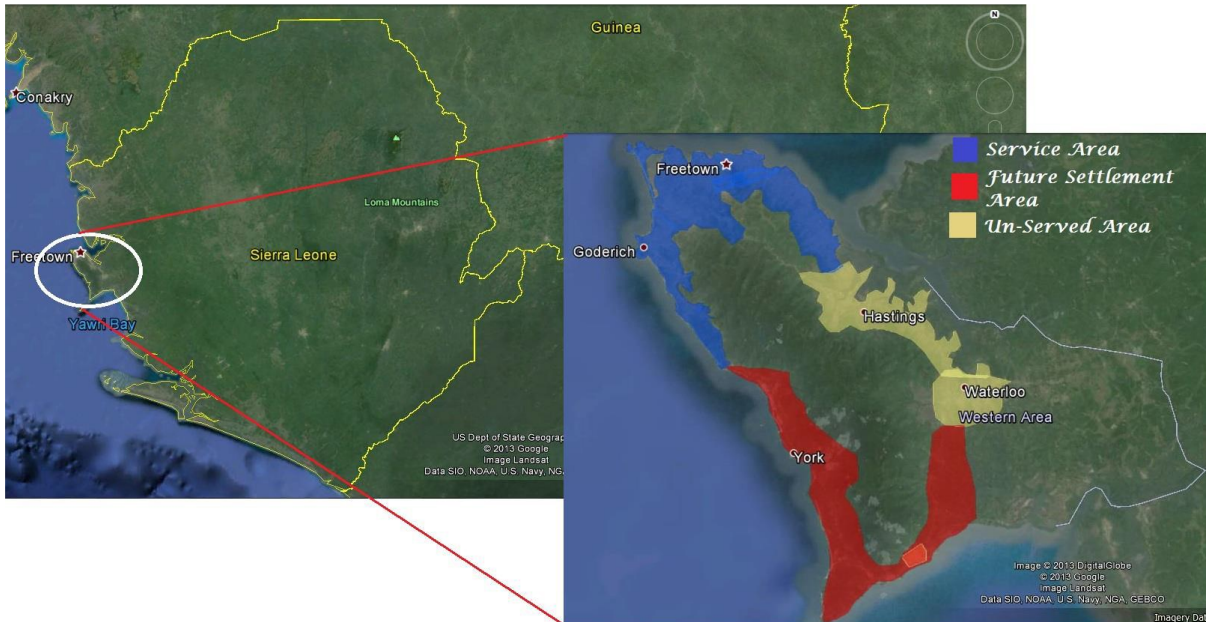 Guinea
N
Conakry
Loma Mountains
Freetown
Sierra Leone
Yawri Bay
US Dept of State Geograp
© 2013 Google
Image Landsat
Data SIO, NOAA, U.S. Navy, NG
Service Area
Future Settlement
Area
Un-Served Area
Freetown
Goderich
Hastings
Waterloo
Western Area
York
Image © 2013 DigitalGlobe
© 2013 Google
Image Landsat
Data SIO, NOAA, U.S. Navy, NGA, GEBCO
Imagery Dat